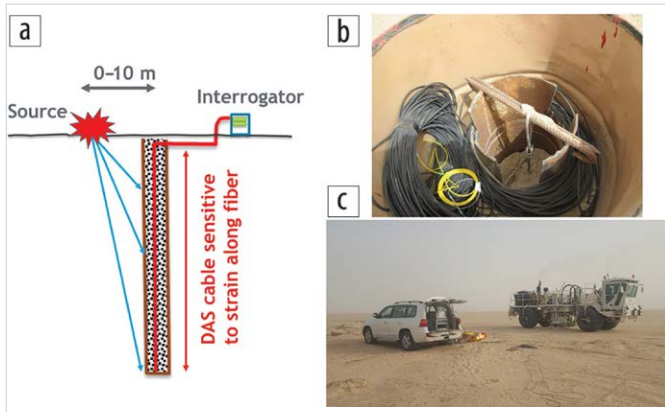 a
0–10 m
Source
Interrogator
DAS cable sensitive
to strain along fiber
b
c